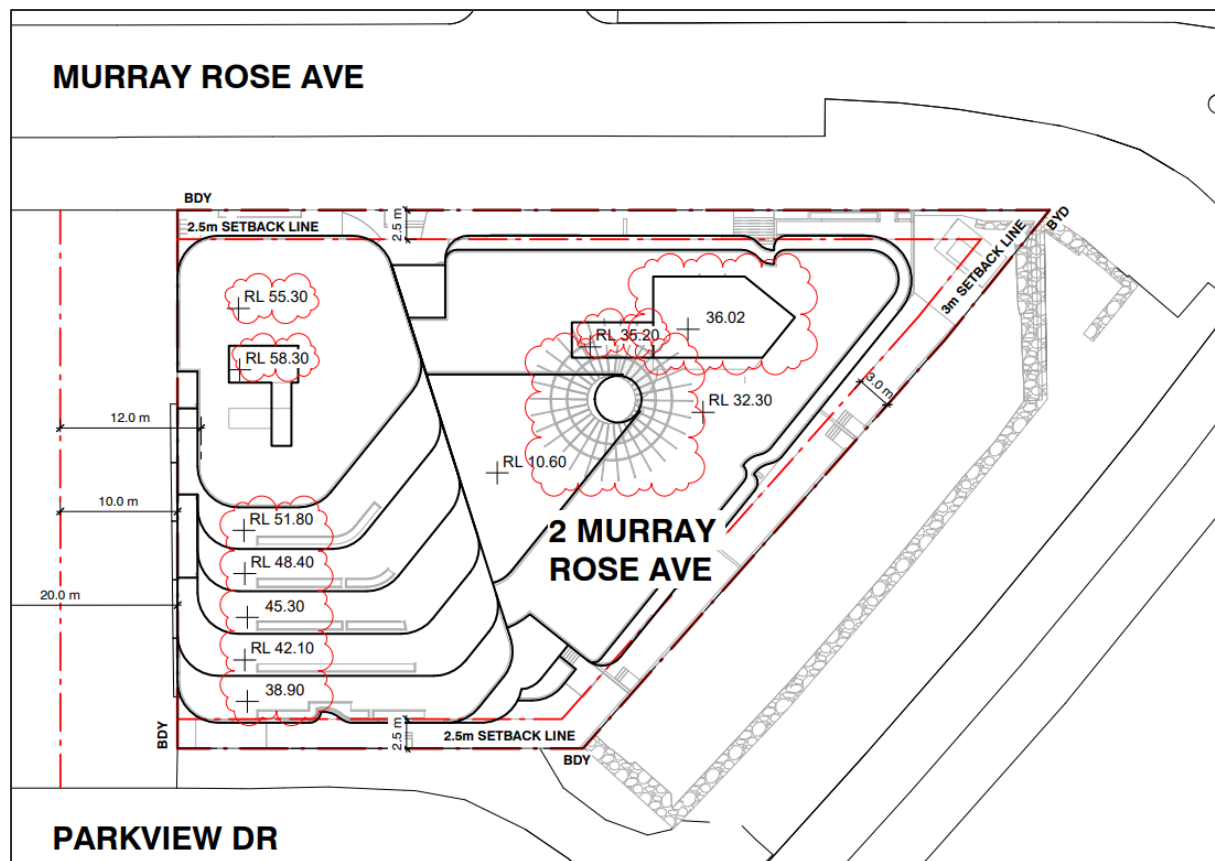 MURRAY ROSE AVE
BDY
2.5m SETBACK LINE
2.5 m
BYD
3m SETBACK LINE
RL 55.30
36.02
RL 35.20
RL 58.30
3.0 m
RL 32.30
12.0 m
RL 10.60
10.0 m
RL 51.80
2 MURRAY
ROSE AVE
RL 48.40
20.0 m
45.30
RL 42.10
38.90
BDY
2.5 m
2.5m SETBACK LINE
BDY
PARKVIEW DR